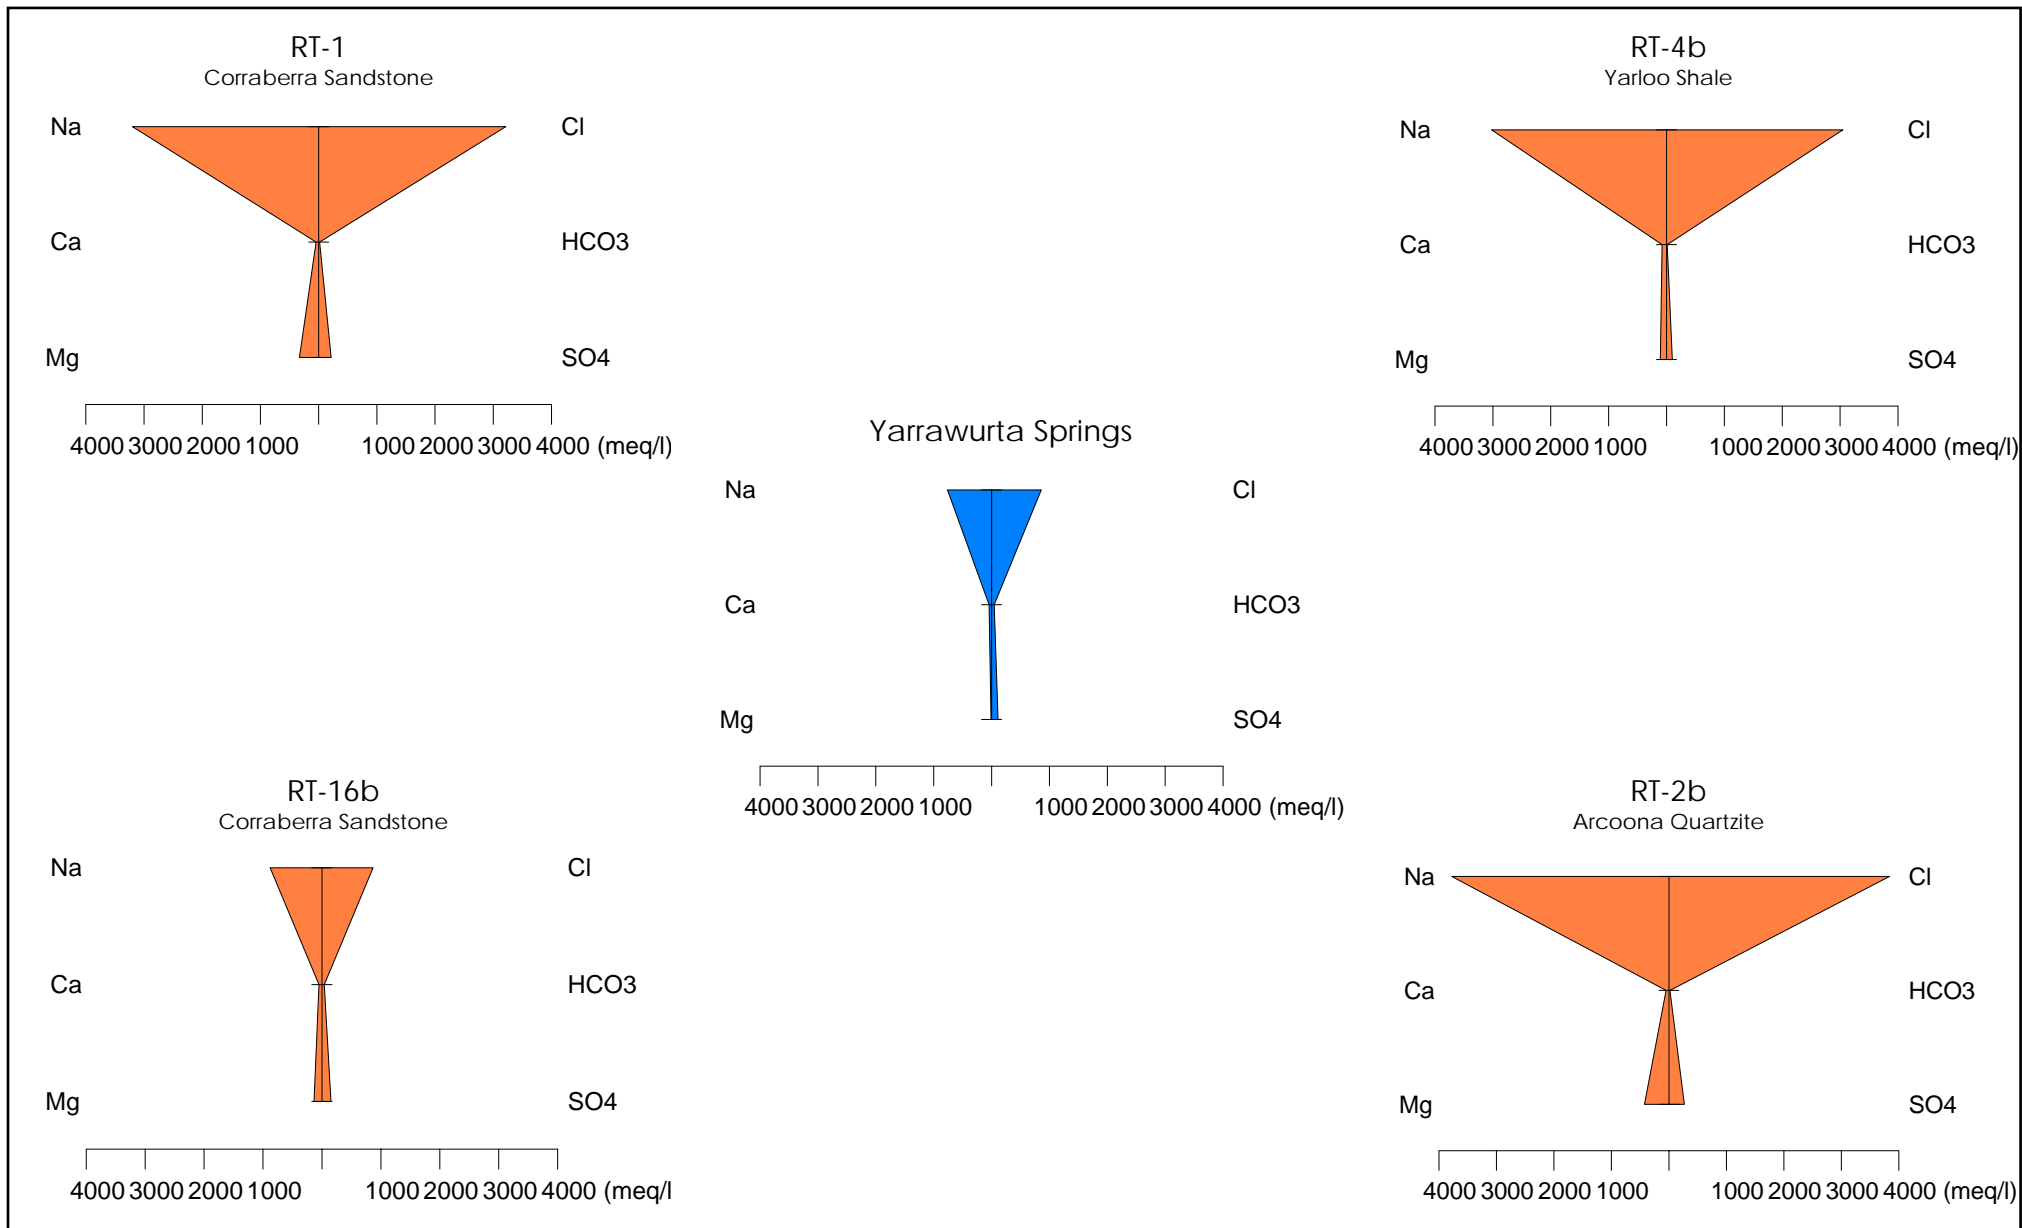 RT-1
Corraberra Sandstone
Na Cl
Ca HCO3
Mg SO4
4000 3000 2000 1000 1000 2000 3000 4000 (meq/l)
RT-4b
Yarloo Shale
Na Cl
Ca HCO3
Mg SO4
4000 3000 2000 1000 1000 2000 3000 4000 (meq/l)
Yarrawurta Springs
Na Cl
Ca HCO3
Mg SO4
4000 3000 2000 1000 1000 2000 3000 4000 (meq/l)
RT-16b
Corraberra Sandstone
Na Cl
Ca HCO3
Mg SO4
4000 3000 2000 1000 1000 2000 3000 4000 (meq/l
RT-2b
Arcoona Quartzite
Na Cl
Ca HCO3
Mg SO4
4000 3000 2000 1000 1000 2000 3000 4000 (meq/l)